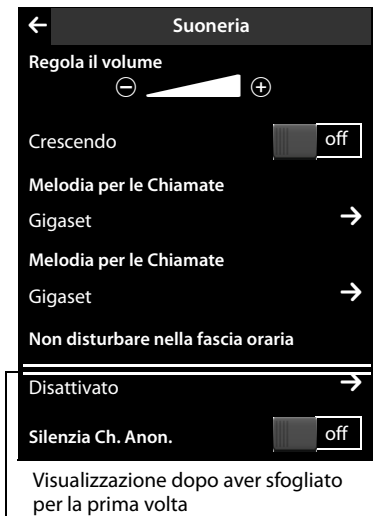 Suoneria
Regola il volume
Crescendo off
Melodia per le Chiamate
Gigaset
Melodia per le Chiamate
Gigaset
Non disturbare nella fascia oraria
Disattivato
Silenzia Ch. Anon. off
Visualizzazione dopo aver sfogliato
per la prima volta